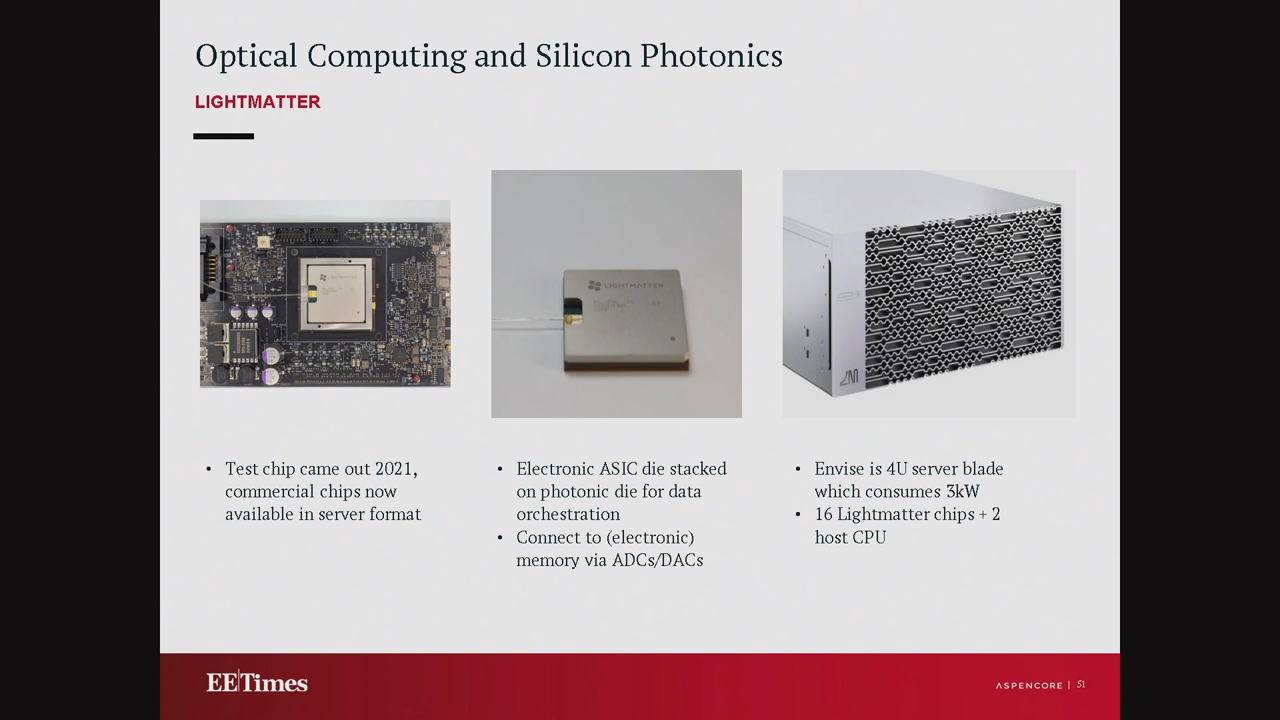 Optical Computing and Silicon Photonics
LIGHTMATTER
LIGHTMATTER
LIGHTMATTER
• Test chip came out 2021,
commercial chips now
available in server format
• Electronic ASIC die stacked
on photonic die for data
orchestration
• Connect to (electronic)
memory via ADCs/DACs
• Envise is 4U server blade
which consumes 3kW
• 16 Lightmatter chips + 2
host CPU
EE|Times
ASPENCORE | 51